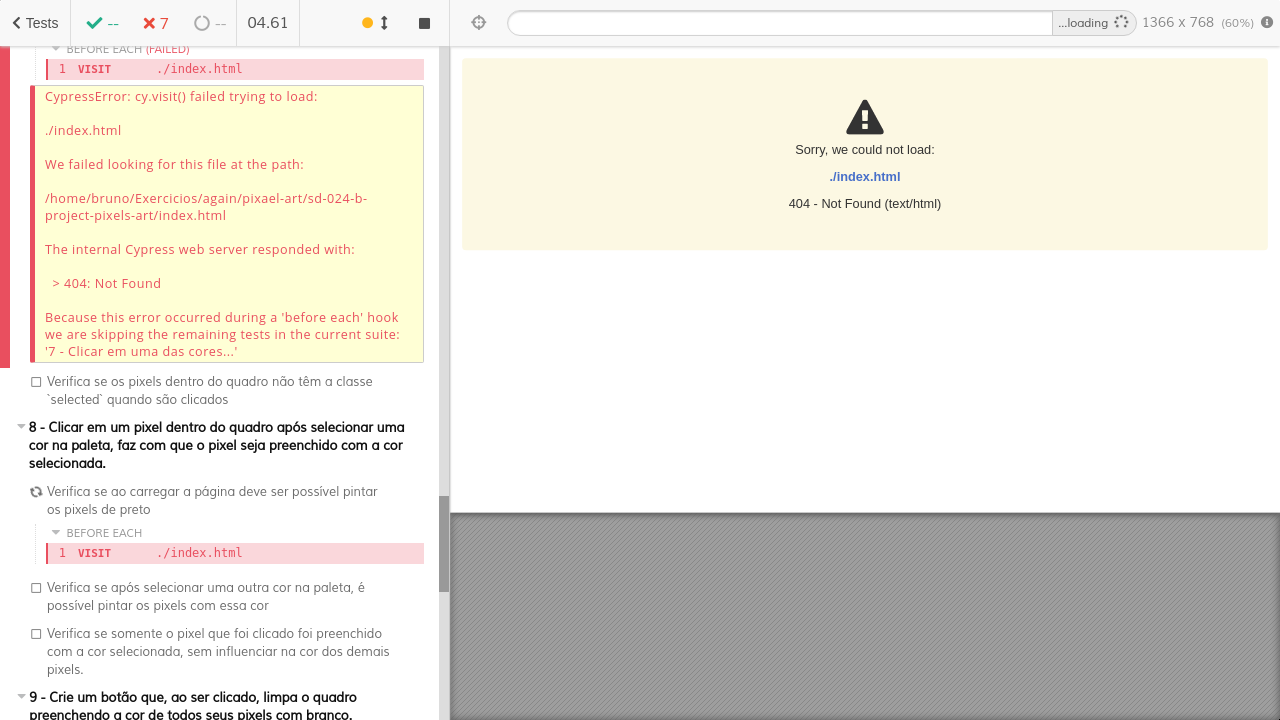 Tests
--
7
--
04.61
...loading
1366 x 768 (60%)
BEFORE EACH (FAILED)
1 VISIT ./index.html
CypressError: cy.visit() failed trying to load:
./index.html
We failed looking for this file at the path:
/home/bruno/Exercicios/again/pixael-art/sd-024-b-
project-pixels-art/index.html
The internal Cypress web server responded with:
> 404: Not Found
Because this error occurred during a 'before each' hook
we are skipping the remaining tests in the current suite:
'7 - Clicar em uma das cores...'
Verifica se os pixels dentro do quadro não têm a classe
`selected` quando são clicados
8 - Clicar em um pixel dentro do quadro após selecionar uma
cor na paleta, faz com que o pixel seja preenchido com a cor
selecionada.
Verifica se ao carregar a página deve ser possível pintar
os pixels de preto
BEFORE EACH
1 VISIT ./index.html
Verifica se após selecionar uma outra cor na paleta, é
possível pintar os pixels com essa cor
Verifica se somente o pixel que foi clicado foi preenchido
com a cor selecionada, sem influenciar na cor dos demais
pixels.
9 - Crie um botão que, ao ser clicado, limpa o quadro
preenchendo a cor de todos seus pixels com branco.
Sorry, we could not load:
./index.html
404 - Not Found (text/html)